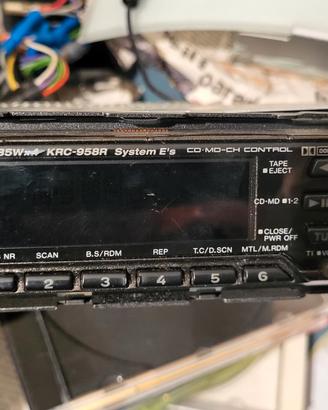 35Wx4 KRC-958R System E's CD·MD-CH CONTROL
TAPE
■EJECT
CD·MD ■1·2
■CLOSE/
PWR OFF
NR SCAN B.S/RDM REP T.C/D.SCN MTL/M.RDM
2 3 4 5 6